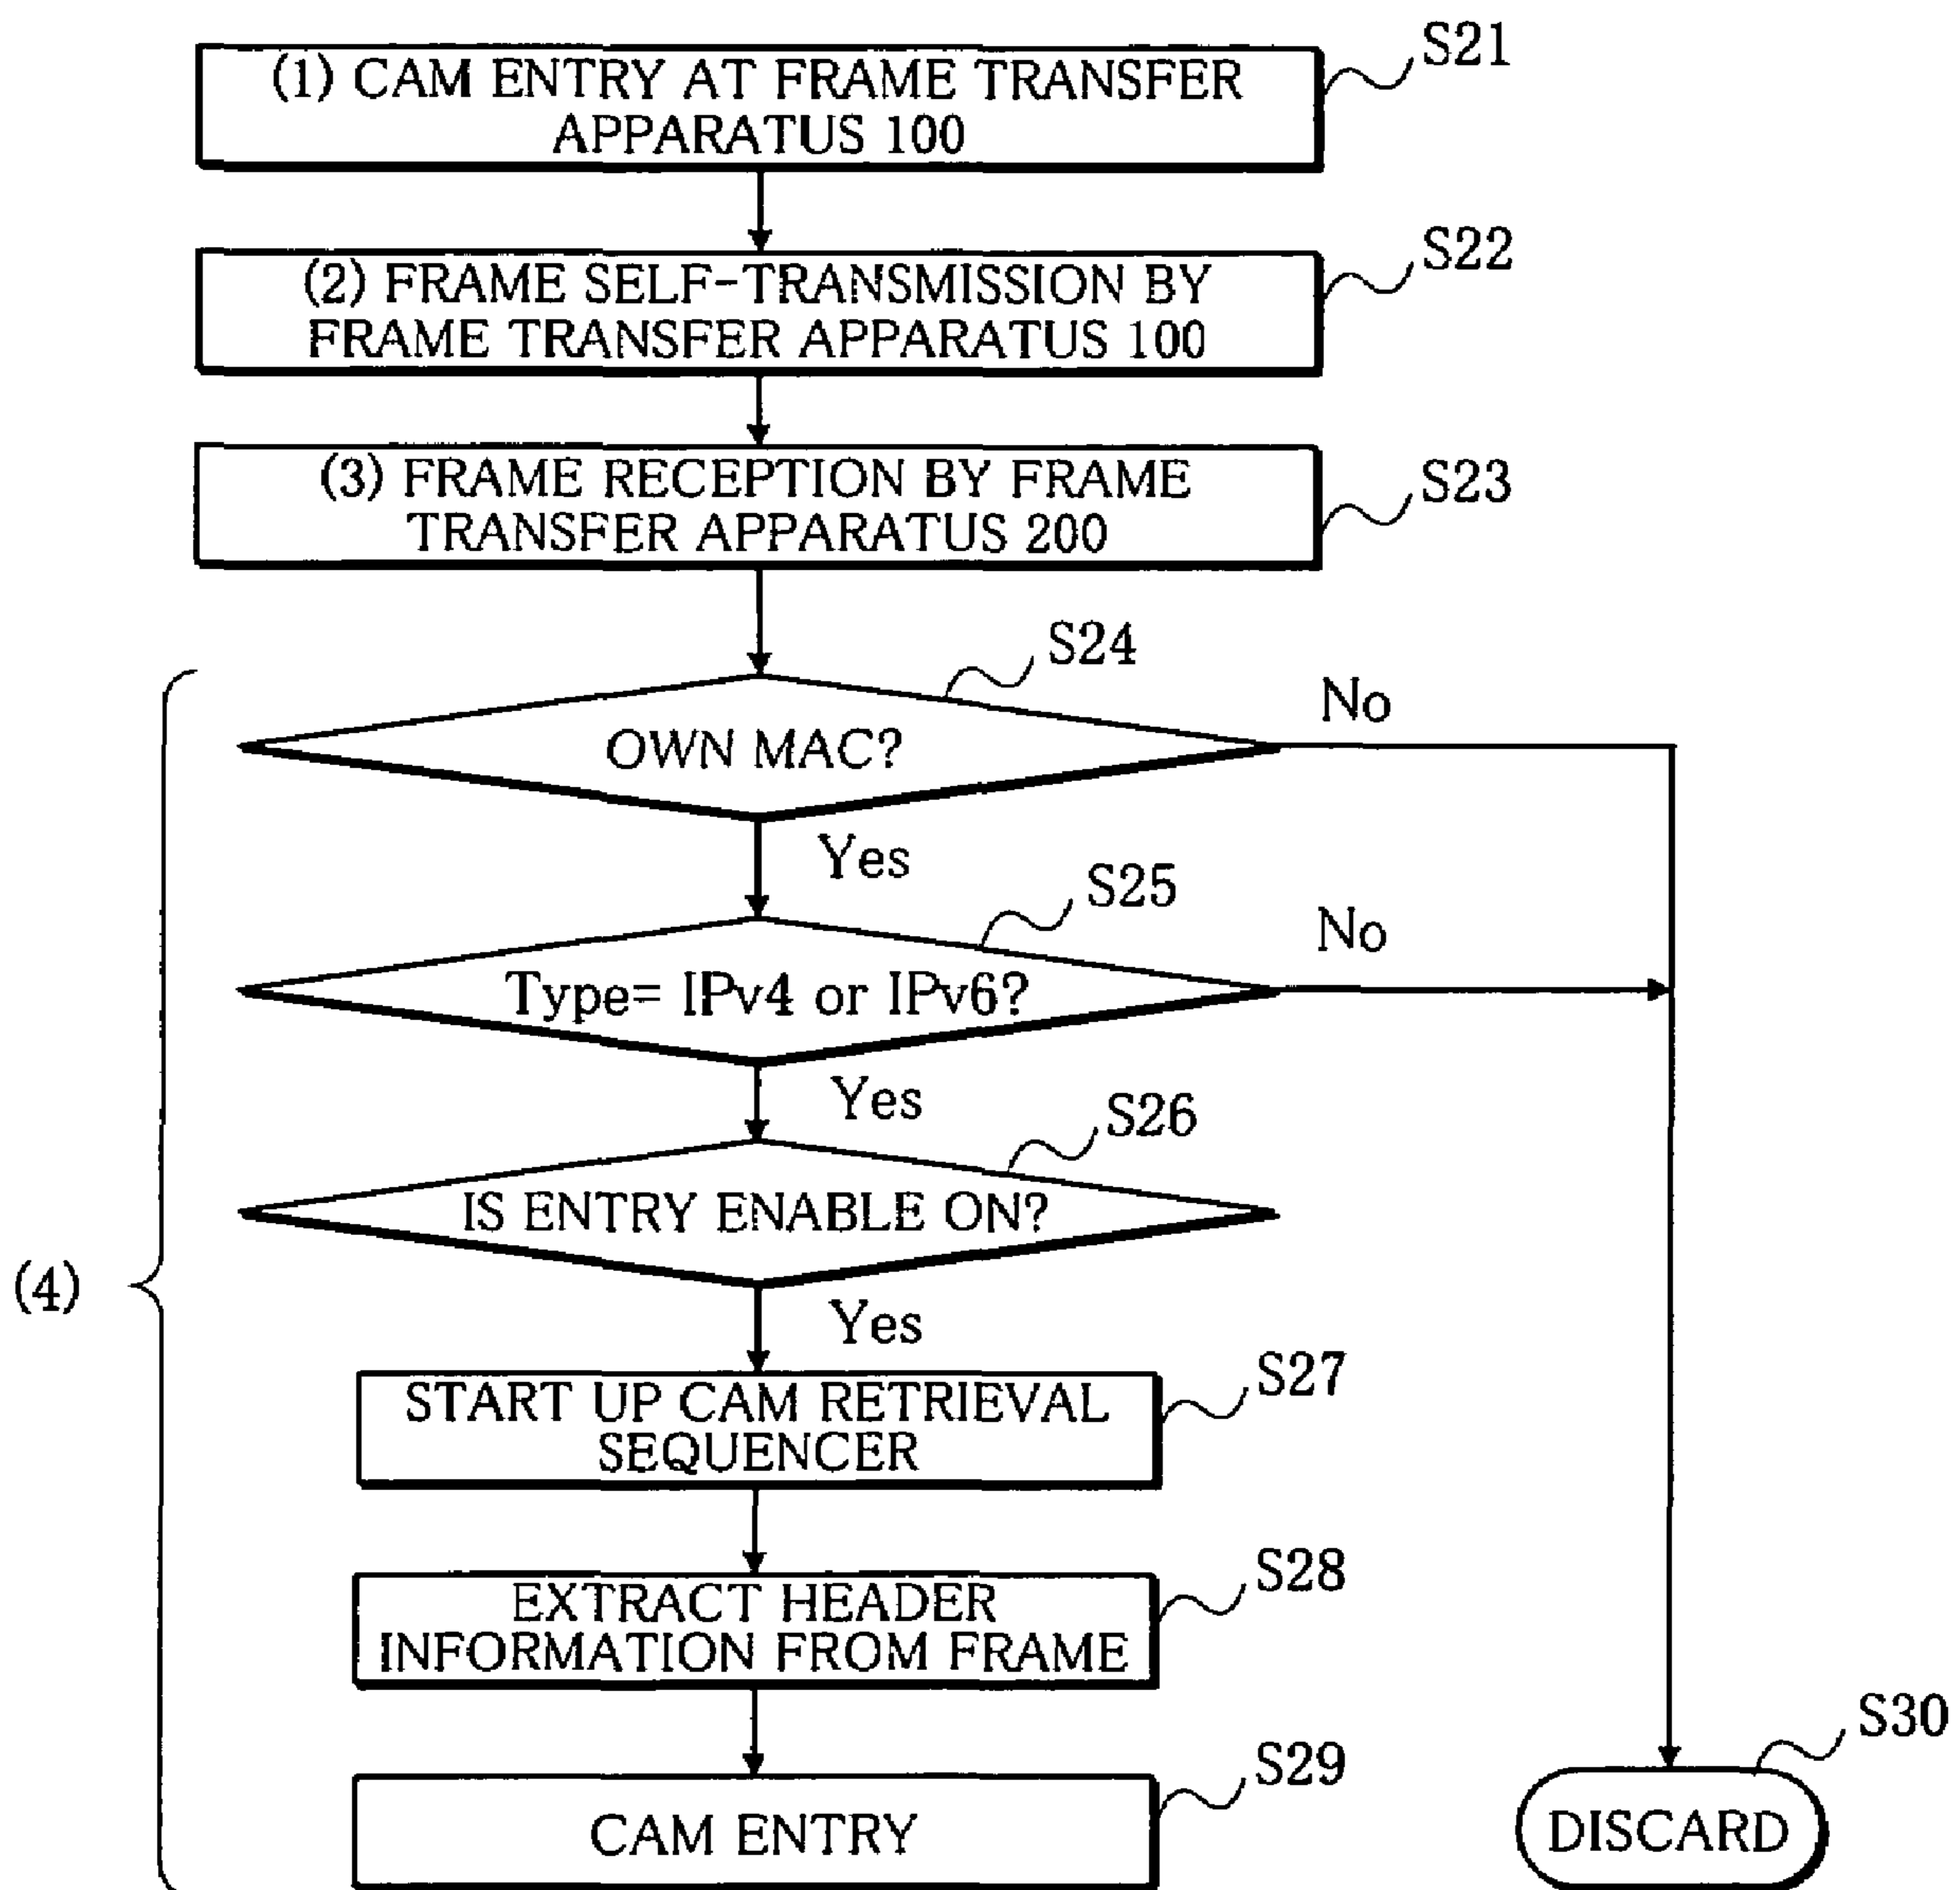 S21
(1) CAM ENTRY AT FRAME TRANSFER
APPARATUS 100
S22
(2) FRAME SELF-TRANSMISSION BY
FRAME TRANSFER APPARATUS 100
S23
(3) FRAME RECEPTION BY FRAME
TRANSFER APPARATUS 200
S24
No
OWN MAC?
Yes
S25
No
Type= IPv4 or IPv6?
Yes
S26
IS ENTRY ENABLE ON?
(4)
Yes
S27
START UP CAM RETRIEVAL
SEQUENCER
S28
EXTRACT HEADER
INFORMATION FROM FRAME
S29
CAM ENTRY
S30
DISCARD